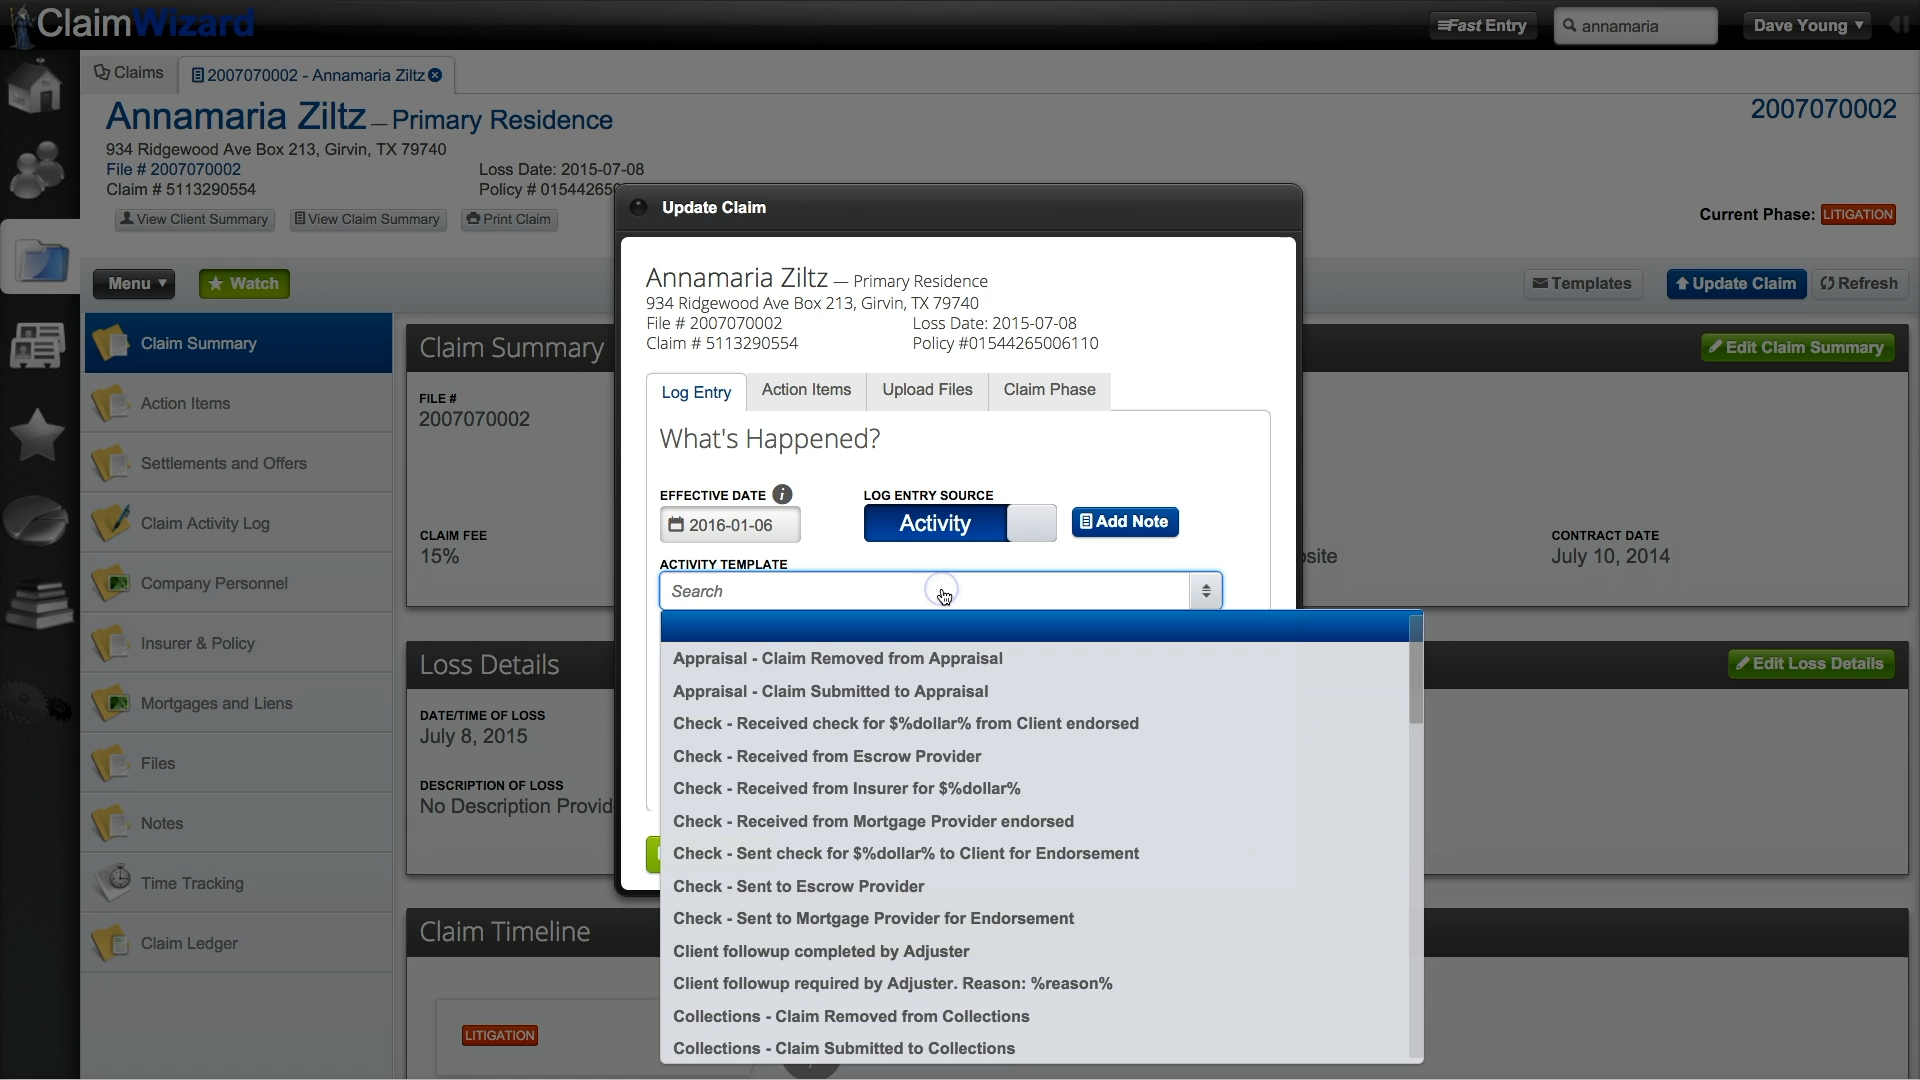 ClaimWizard
Fast Entry
annamaria
Dave Young
Claims
2007070002 - Annamaria Ziltz
Annamaria Ziltz — Primary Residence
2007070002
934 Ridgewood Ave Box 213, Girvin, TX 79740
File # 2007070002
Loss Date: 2015-07-08
Claim # 5113290554
Policy # 01544265
View Client Summary
View Claim Summary
Print Claim
Current Phase: LITIGATION
Menu
Watch
Templates
Update Claim
Refresh
Claim Summary
Action Items
Settlements and Offers
Claim Activity Log
Company Personnel
Insurer & Policy
Mortgages and Liens
Files
Notes
Time Tracking
Claim Ledger
Claim Summary
Edit Claim Summary
FILE #
2007070002
CLAIM FEE
15%
site
CONTRACT DATE
July 10, 2014
Loss Details
Edit Loss Details
DATE/TIME OF LOSS
July 8, 2015
DESCRIPTION OF LOSS
No Description Provid
Claim Timeline
LITIGATION
Update Claim
Annamaria Ziltz — Primary Residence
934 Ridgewood Ave Box 213, Girvin, TX 79740
File # 2007070002
Loss Date: 2015-07-08
Claim # 5113290554
Policy #01544265006110
Log Entry
Action Items
Upload Files
Claim Phase
What's Happened?
EFFECTIVE DATE
2016-01-06
LOG ENTRY SOURCE
Activity
Add Note
ACTIVITY TEMPLATE
Search
Appraisal - Claim Removed from Appraisal
Appraisal - Claim Submitted to Appraisal
Check - Received check for $%dollar% from Client endorsed
Check - Received from Escrow Provider
Check - Received from Insurer for $%dollar%
Check - Received from Mortgage Provider endorsed
Check - Sent check for $%dollar% to Client for Endorsement
Check - Sent to Escrow Provider
Check - Sent to Mortgage Provider for Endorsement
Client followup completed by Adjuster
Client followup required by Adjuster. Reason: %reason%
Collections - Claim Removed from Collections
Collections - Claim Submitted to Collections